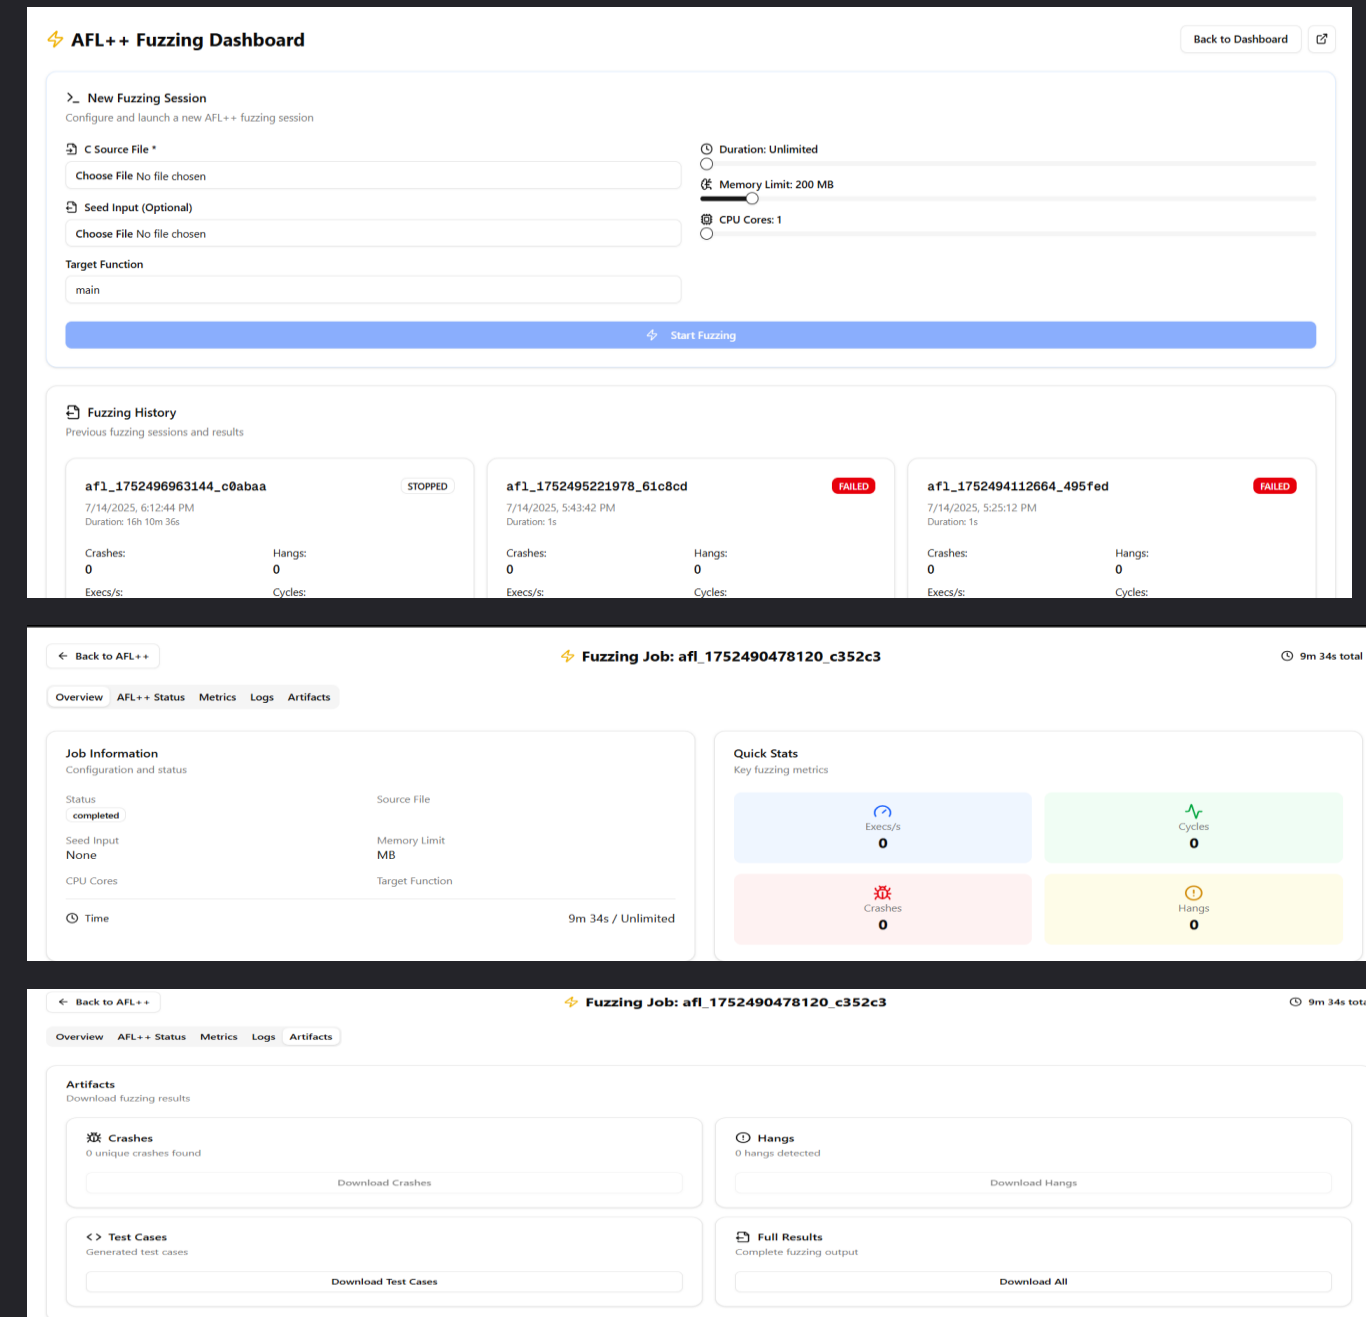 AFL++ Fuzzing Dashboard
Back to Dashboard
>_ New Fuzzing Session
Configure and launch a new AFL++ fuzzing session
C Source File *
Choose File No file chosen
Seed Input (Optional)
Choose File No file chosen
Target Function
main
Duration: Unlimited
Memory Limit: 200 MB
CPU Cores: 1
Start Fuzzing
Fuzzing History
Previous fuzzing sessions and results
afl_1752496963144_c0abaa STOPPED
7/14/2025, 6:12:44 PM
Duration: 16h 10m 36s
Crashes: Hangs:
0 0
Execs/s: Cycles:
afl_1752495221978_61c8cd FAILED
7/14/2025, 5:43:42 PM
Duration: 1s
Crashes: Hangs:
0 0
Execs/s: Cycles:
afl_1752494112664_495fed FAILED
7/14/2025, 5:25:12 PM
Duration: 1s
Crashes: Hangs:
0 0
Execs/s: Cycles:
Back to AFL++
Fuzzing Job: afl_1752490478120_c352c3
9m 34s total
Overview AFL++ Status Metrics Logs Artifacts
Job Information
Configuration and status
Status Source File
completed
Seed Input Memory Limit
None MB
CPU Cores Target Function
Time 9m 34s / Unlimited
Quick Stats
Key fuzzing metrics
Execs/s
0
Cycles
0
Crashes
0
Hangs
0
Back to AFL++
Fuzzing Job: afl_1752490478120_c352c3
9m 34s tota
Overview AFL++ Status Metrics Logs Artifacts
Artifacts
Download fuzzing results
Crashes
0 unique crashes found
Download Crashes
Hangs
0 hangs detected
Download Hangs
<> Test Cases
Generated test cases
Download Test Cases
Full Results
Complete fuzzing output
Download All